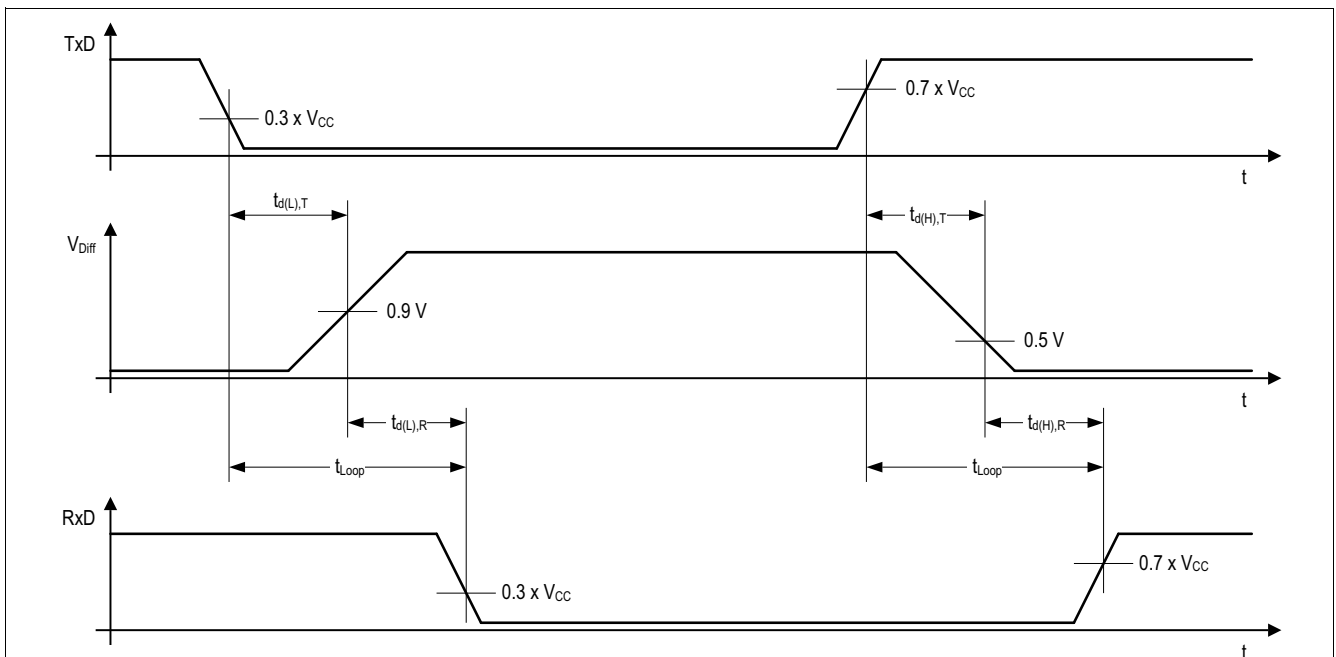 TxD
0.7 x VCC
0.3 x VCC
t
td(L),T
td(H),T
VDiff
0.9 V
0.5 V
t
td(L),R
td(H),R
tLoop
tLoop
RxD
0.7 x VCC
0.3 x VCC
t